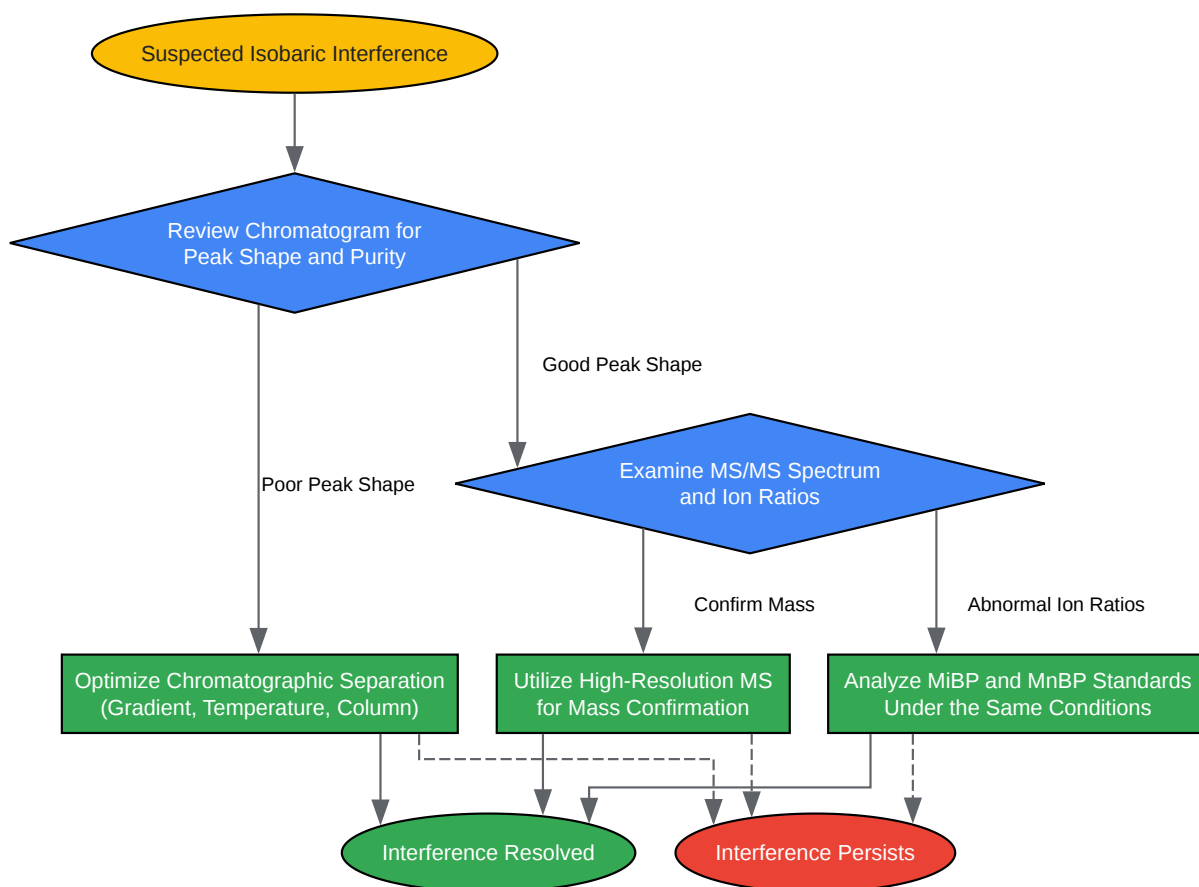 Suspected Isobaric Interference
Review Chromatogram for
Peak Shape and Purity
Good Peak Shape
Poor Peak Shape
Examine MS/MS Spectrum
and Ion Ratios
Confirm Mass
Abnormal Ion Ratios
Optimize Chromatographic Separation
(Gradient, Temperature, Column)
Utilize High-Resolution MS
for Mass Confirmation
Analyze MiBP and MnBP Standards
Under the Same Conditions
Interference Resolved
Interference Persists